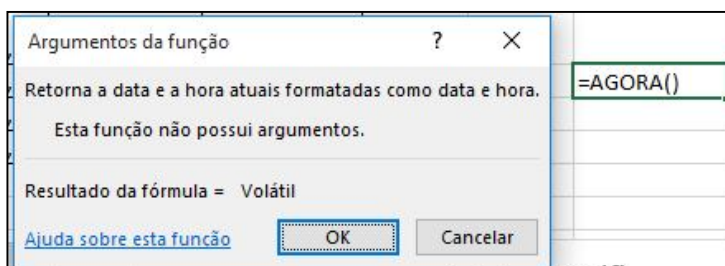 Argumentos da função ? X
Retorna a data e a hora atuais formatadas como data e hora.
=AGORA()
Esta função não possui argumentos.
Resultado da fórmula = Volátil
Ajuda sobre esta função OK Cancelar